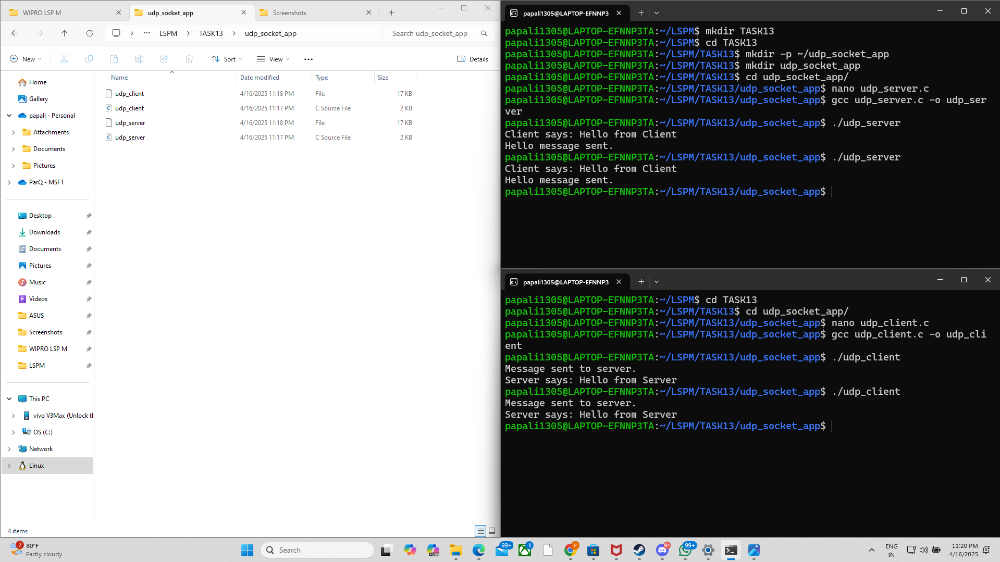 WIPRO LSP M
udp_socket_app
Screenshots
LSPM
TASK13
udp_socket_app
Search udp_socket_app
New
Sort
View
Details
Name
Date modified
Type
Size
udp_client 4/16/2025 11:18 PM File 17 KB
udp_client 4/16/2025 11:17 PM C Source File 2 KB
udp_server 4/16/2025 11:18 PM File 17 KB
udp_server 4/16/2025 11:17 PM C Source File 2 KB
Home
Gallery
papali - Personal
Attachments
Documents
Pictures
ParQ - MSFT
Desktop
Downloads
Documents
Pictures
Music
Videos
ASUS
Screenshots
WIPRO LSP M
LSPM
This PC
vivo V3Max (Unlock th
OS (C:)
Network
Linux
4 items
papali1305@LAPTOP-EFNNP3
papali1305@LAPTOP-EFNNP3TA:~/LSPM$ mkdir TASK13
papali1305@LAPTOP-EFNNP3TA:~/LSPM$ cd TASK13
papali1305@LAPTOP-EFNNP3TA:~/LSPM/TASK13$ mkdir -p ~/udp_socket_app
papali1305@LAPTOP-EFNNP3TA:~/LSPM/TASK13$ mkdir udp_socket_app
papali1305@LAPTOP-EFNNP3TA:~/LSPM/TASK13$ cd udp_socket_app/
papali1305@LAPTOP-EFNNP3TA:~/LSPM/TASK13/udp_socket_app$ nano udp_server.c
papali1305@LAPTOP-EFNNP3TA:~/LSPM/TASK13/udp_socket_app$ gcc udp_server.c -o udp_ser
ver
papali1305@LAPTOP-EFNNP3TA:~/LSPM/TASK13/udp_socket_app$ ./udp_server
Client says: Hello from Client
Hello message sent.
papali1305@LAPTOP-EFNNP3TA:~/LSPM/TASK13/udp_socket_app$ ./udp_server
Client says: Hello from Client
Hello message sent.
papali1305@LAPTOP-EFNNP3TA:~/LSPM/TASK13/udp_socket_app$
papali1305@LAPTOP-EFNNP3
papali1305@LAPTOP-EFNNP3TA:~/LSPM$ cd TASK13
papali1305@LAPTOP-EFNNP3TA:~/LSPM/TASK13$ cd udp_socket_app/
papali1305@LAPTOP-EFNNP3TA:~/LSPM/TASK13/udp_socket_app$ nano udp_client.c
papali1305@LAPTOP-EFNNP3TA:~/LSPM/TASK13/udp_socket_app$ gcc udp_client.c -o udp_cli
ent
papali1305@LAPTOP-EFNNP3TA:~/LSPM/TASK13/udp_socket_app$ ./udp_client
Message sent to server.
Server says: Hello from Server
papali1305@LAPTOP-EFNNP3TA:~/LSPM/TASK13/udp_socket_app$ ./udp_client
Message sent to server.
Server says: Hello from Server
papali1305@LAPTOP-EFNNP3TA:~/LSPM/TASK13/udp_socket_app$
7
80°F
Partly cloudy
Search
M365
99+
1
P
9+
99+
ENG
IN
11:20 PM
4/16/2025